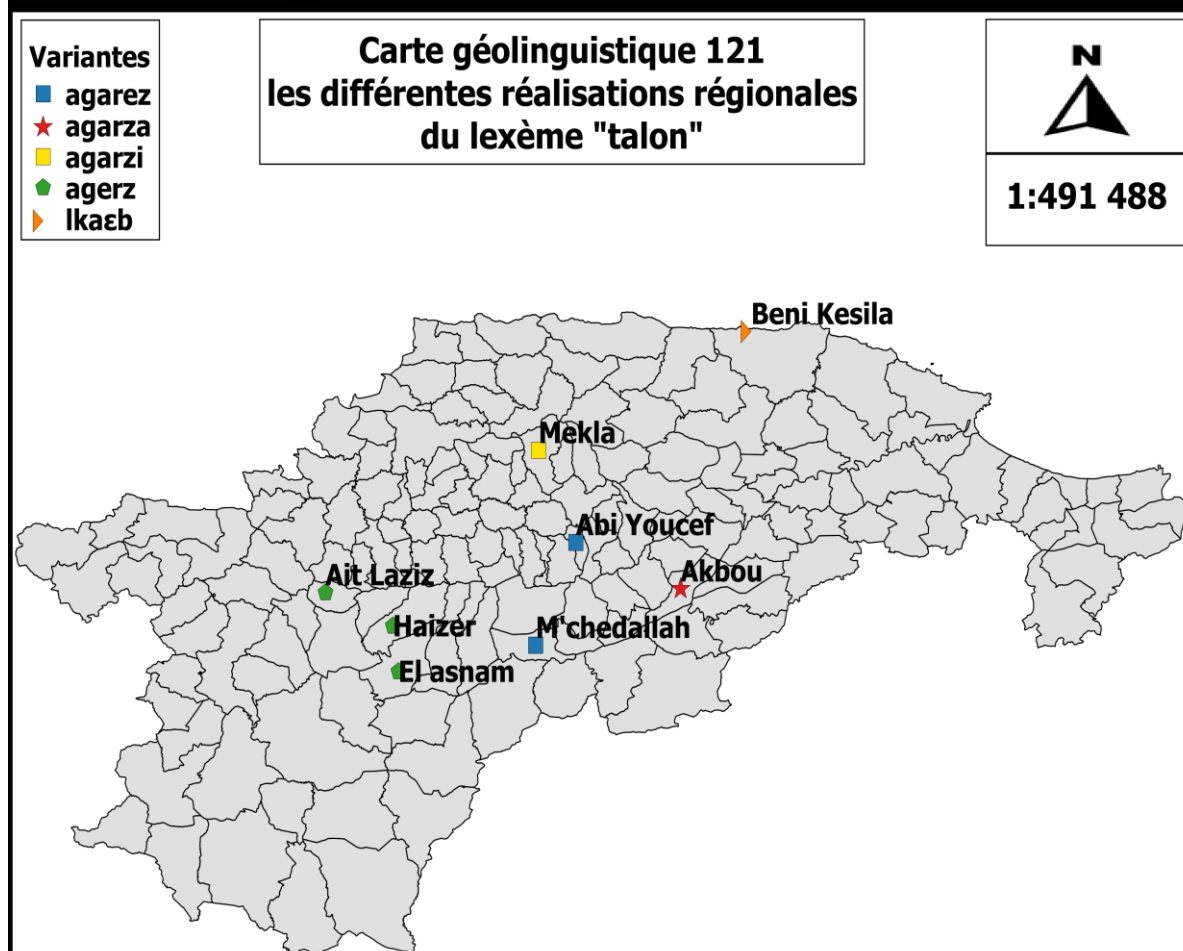 Variantes
agarez
agarza
agarzi
agerz
lkaεb
Carte géolinguistique 121
les différentes réalisations régionales
du lexème "talon"
N
1:491 488
Beni Kesila
Mekla
Abi Youcef
Ait Laziz
Akbou
Haizer
M'chedallah
El asnam